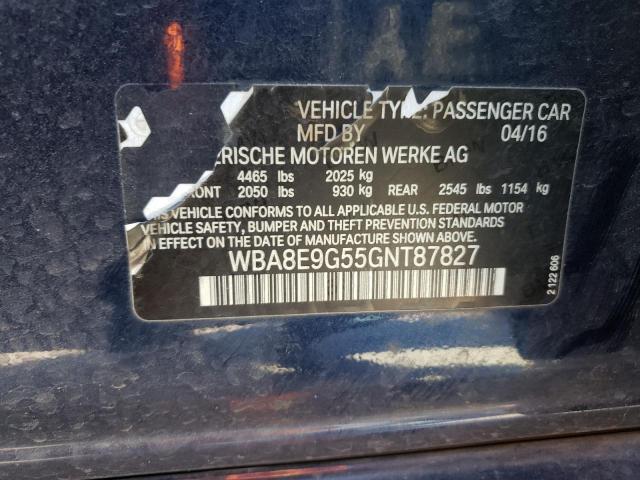 VEHICLE TYPE: PASSENGER CAR
MFD BY 04/16
ERISCHE MOTOREN WERKE AG
4465 lbs 2025 kg
ONT 2050 lbs 930 kg REAR 2545 lbs 1154 kg
THIS VEHICLE CONFORMS TO ALL APPLICABLE U.S. FEDERAL MOTOR
VEHICLE SAFETY, BUMPER AND THEFT PREVENTION STANDARDS
IN EFFECT ON THE DATE OF MANUFACTURE SHOWN ABOVE.
WBA8E9G55GNT87827
2 122 606